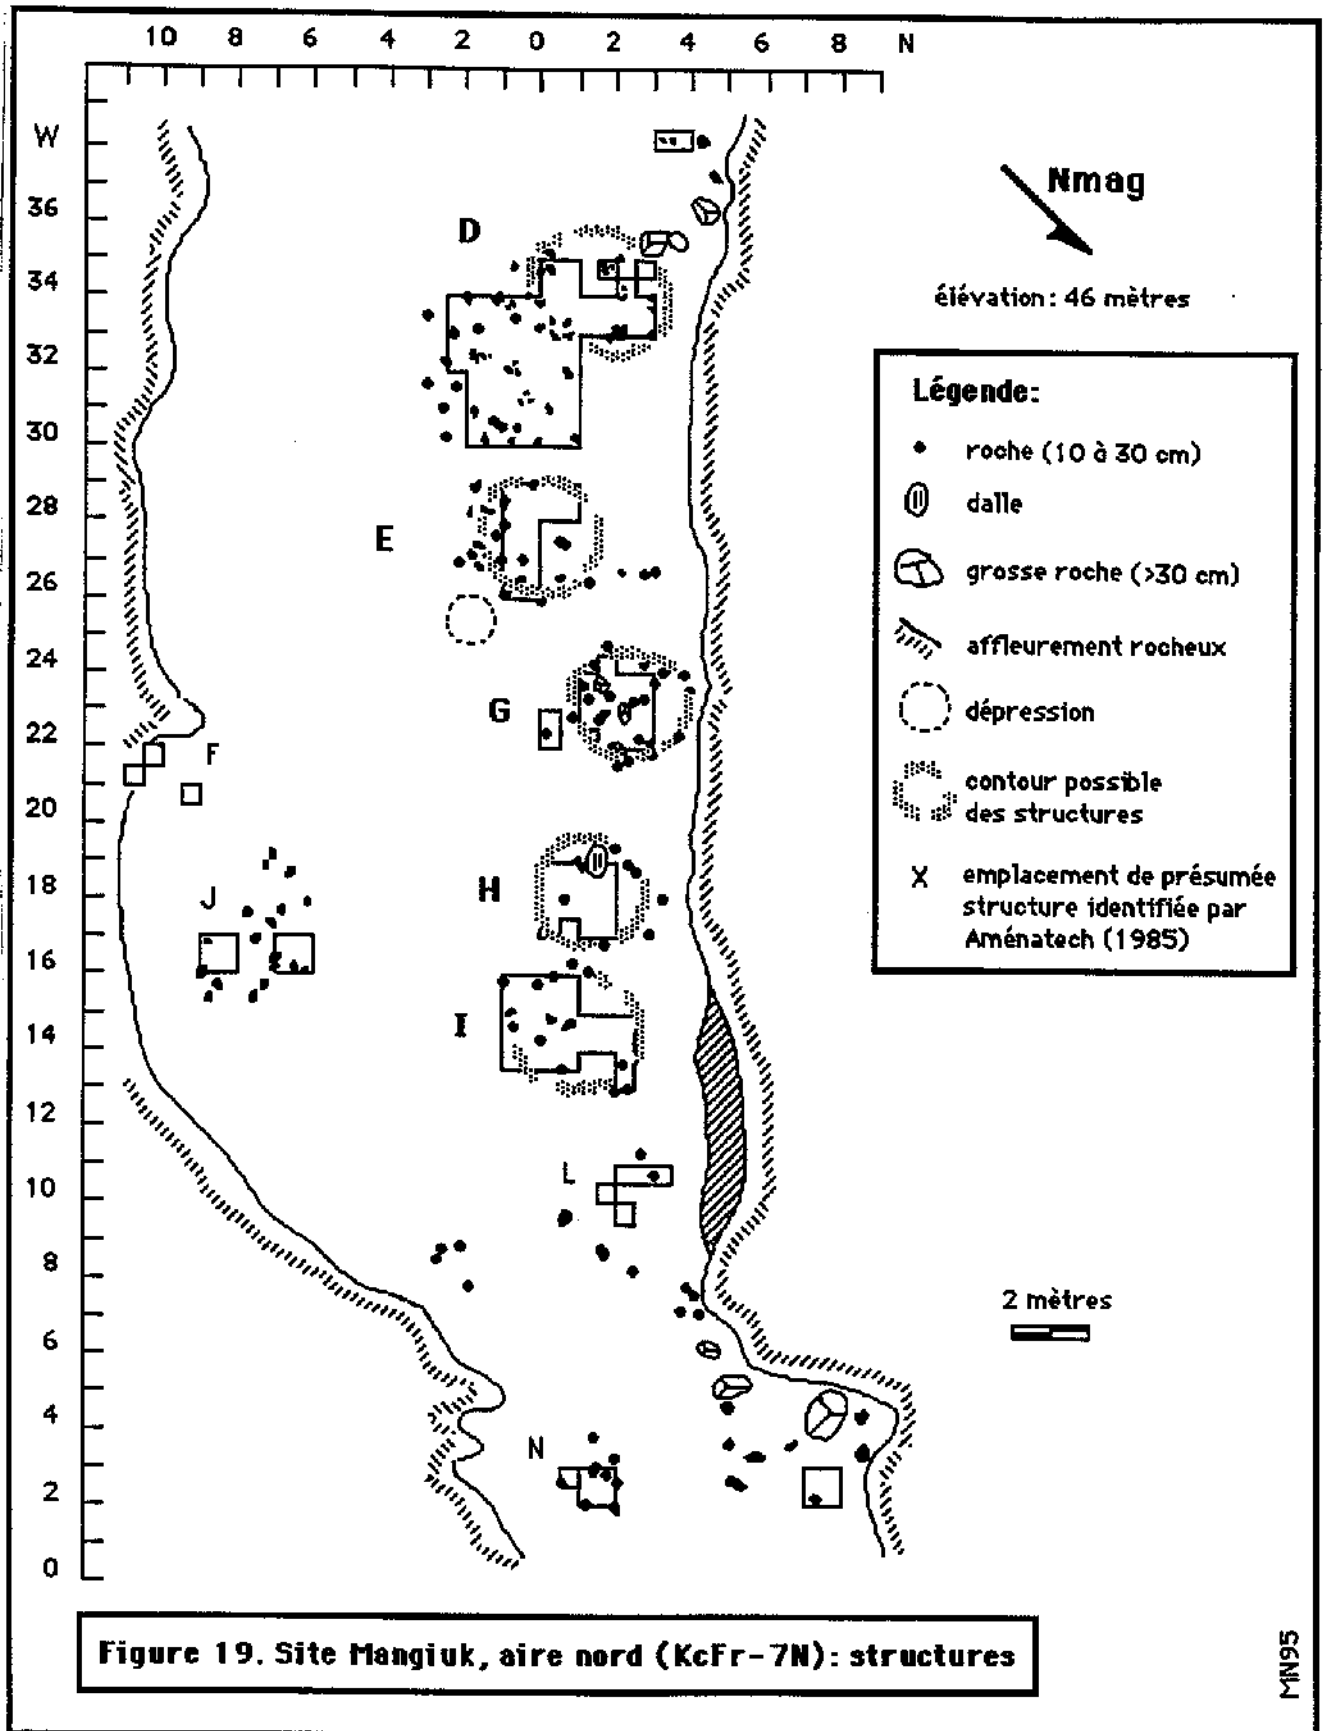 10 8 6 4 2 0 2 4 6 8 N
W
36
34
32
30
28
26
24
22
20
18
16
14
12
10
8
6
4
2
0
D
E
G
F
H
J
I
L
N
Nmag
élévation: 46 mètres
Légende:
roche (10 à 30 cm)
dalle
grosse roche (>30 cm)
affleurement rocheux
dépression
contour possible
des structures
X emplacement de présumée
structure identifiée par
Aménatech (1985)
2 mètres
Figure 19. Site Mangiuk, aire nord (KcFr-7N): structures
MN95